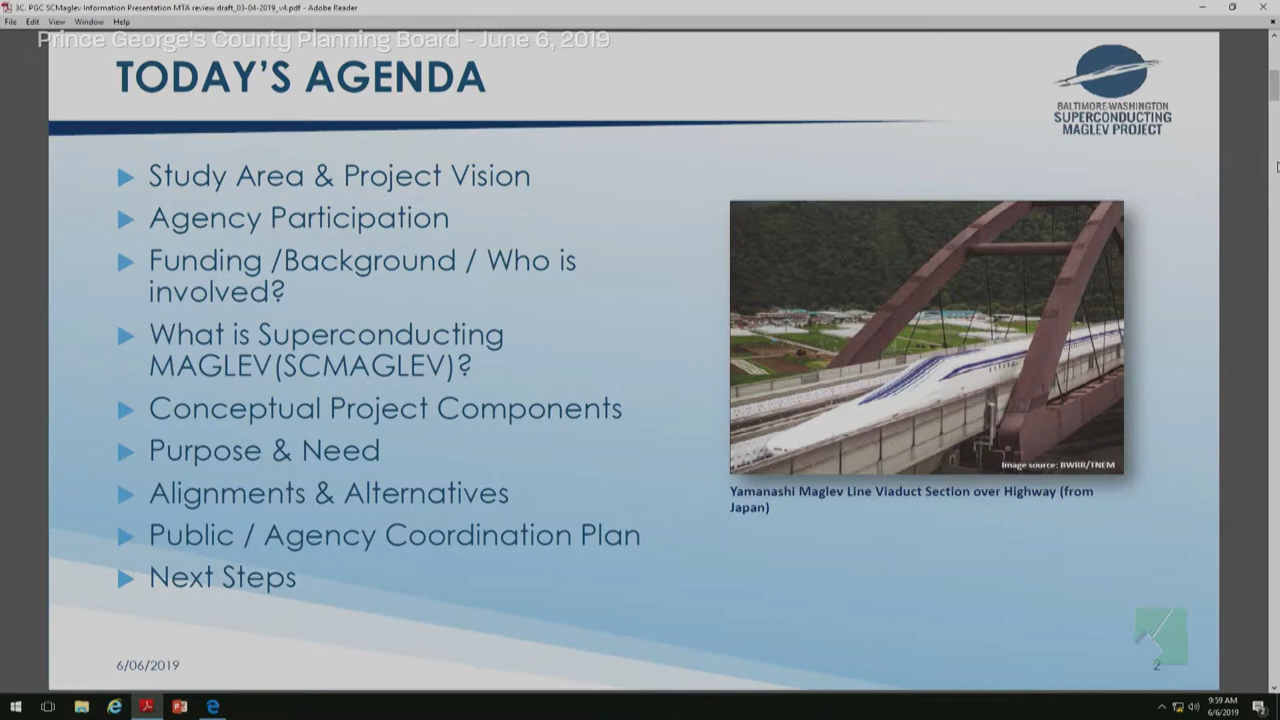 3C. PGC SCMaglev Information Presentation MTA review draft_03-04-2019_v4.pdf - Adobe Reader
File Edit View Window Help
Prince George's County Planning Board - June 6, 2019
TODAY'S AGENDA
BALTIMORE-WASHINGTON
SUPERCONDUCTING
MAGLEV PROJECT
Study Area & Project Vision
Agency Participation
Funding /Background / Who is
involved?
What is Superconducting
MAGLEV(SCMAGLEV)?
Conceptual Project Components
Purpose & Need
Alignments & Alternatives
Public / Agency Coordination Plan
Next Steps
Image source: BWRR/TNEM
Yamanashi Maglev Line Viaduct Section over Highway (from
Japan)
6/06/2019
2
9:59 AM
6/6/2019
2